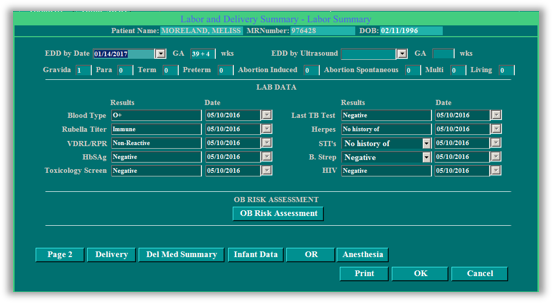 Labor and Delivery Summary - Labor Summary
Patient Name: MORELAND, MELISS MRNumber: 976428 DOB: 02/11/1996
EDD by Date 01/14/2017 GA 39 + 4 wks EDD by Ultrasound GA wks
Gravida 1 Para 0 Term 0 Preterm 0 Abortion Induced 0 Abortion Spontaneous 0 Multi 0 Living 0
LAB DATA
Results Date Results Date
Blood Type O+ 05/10/2016 Last TB Test Negative 05/10/2016
Rubella Titer Immune 05/10/2016 Herpes No history of 05/10/2016
VDRL/RPR Non-Reactive 05/10/2016 STI's No history of 05/10/2016
HbSAg Negative 05/10/2016 B. Strep Negative 05/10/2016
Toxicology Screen Negative 05/10/2016 HIV Negative 05/10/2016
OB RISK ASSESSMENT
OB Risk Assessment
Page 2 Delivery Del Med Summary Infant Data OR Anesthesia
Print OK Cancel